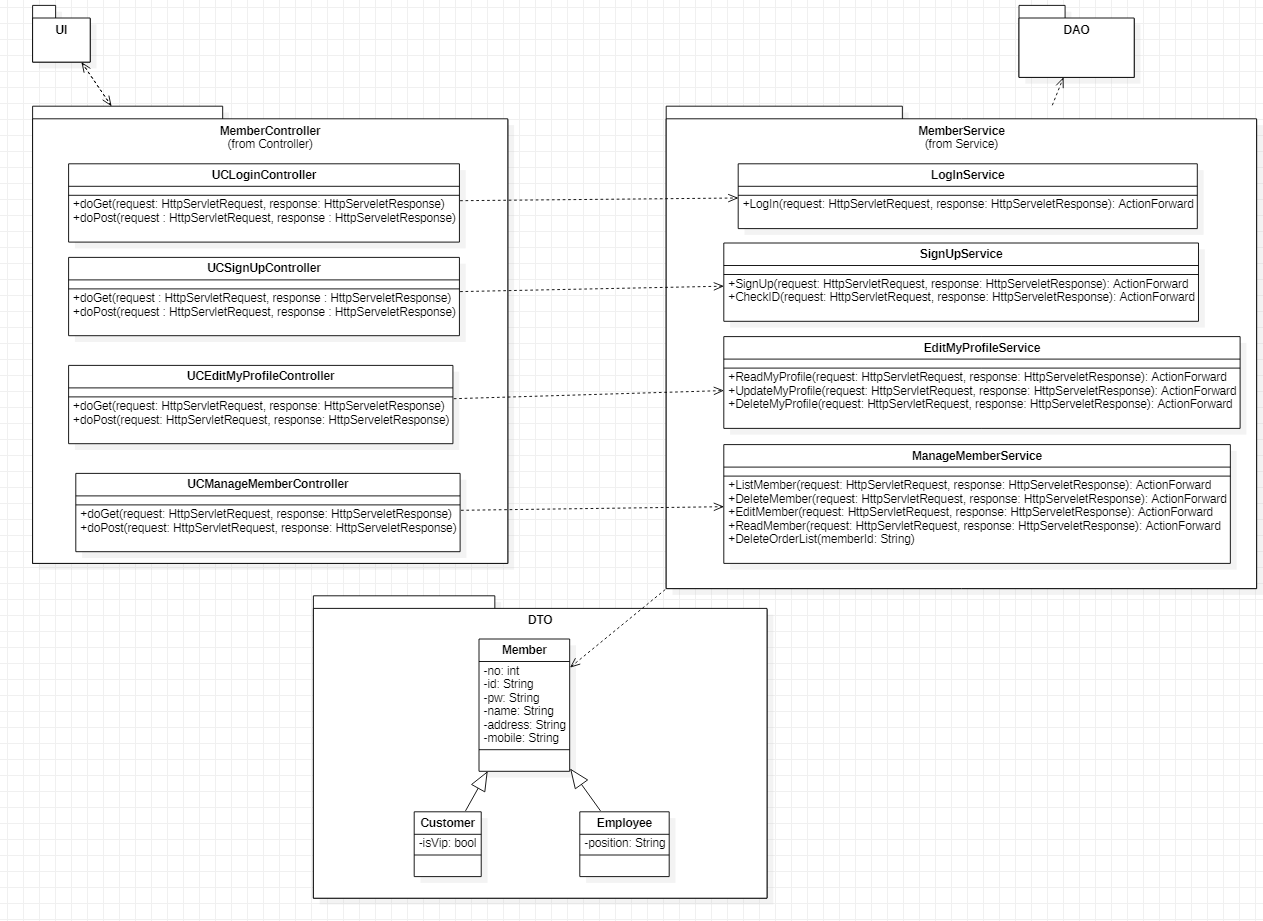 UI
DAO
MemberController
(from Controller)
UCLoginController
+doGet(request: HttpServletRequest, response: HttpServeletResponse)
+doPost(request : HttpServletRequest, response : HttpServeletResponse)
UCSignUpController
+doGet(request : HttpServletRequest, response : HttpServeletResponse)
+doPost(request : HttpServletRequest, response : HttpServeletResponse)
UCEditMyProfileController
+doGet(request: HttpServletRequest, response: HttpServeletResponse)
+doPost(request: HttpServletRequest, response: HttpServeletResponse)
UCManageMemberController
+doGet(request: HttpServletRequest, response: HttpServeletResponse)
+doPost(request: HttpServletRequest, response: HttpServeletResponse)
MemberService
(from Service)
LogInService
+LogIn(request: HttpServletRequest, response: HttpServeletResponse): ActionForward
SignUpService
+SignUp(request: HttpServletRequest, response: HttpServeletResponse): ActionForward
+CheckID(request: HttpServletRequest, response: HttpServeletResponse): ActionForward
EditMyProfileService
+ReadMyProfile(request: HttpServletRequest, response: HttpServeletResponse): ActionForward
+UpdateMyProfile(request: HttpServletRequest, response: HttpServeletResponse): ActionForward
+DeleteMyProfile(request: HttpServletRequest, response: HttpServeletResponse): ActionForward
ManageMemberService
+ListMember(request: HttpServletRequest, response: HttpServeletResponse): ActionForward
+DeleteMember(request: HttpServletRequest, response: HttpServeletResponse): ActionForward
+EditMember(request: HttpServletRequest, response: HttpServeletResponse): ActionForward
+ReadMember(request: HttpServletRequest, response: HttpServeletResponse): ActionForward
+DeleteOrderList(memberId: String)
DTO
Member
-no: int
-id: String
-pw: String
-name: String
-address: String
-mobile: String
Customer
-isVip: bool
Employee
-position: String